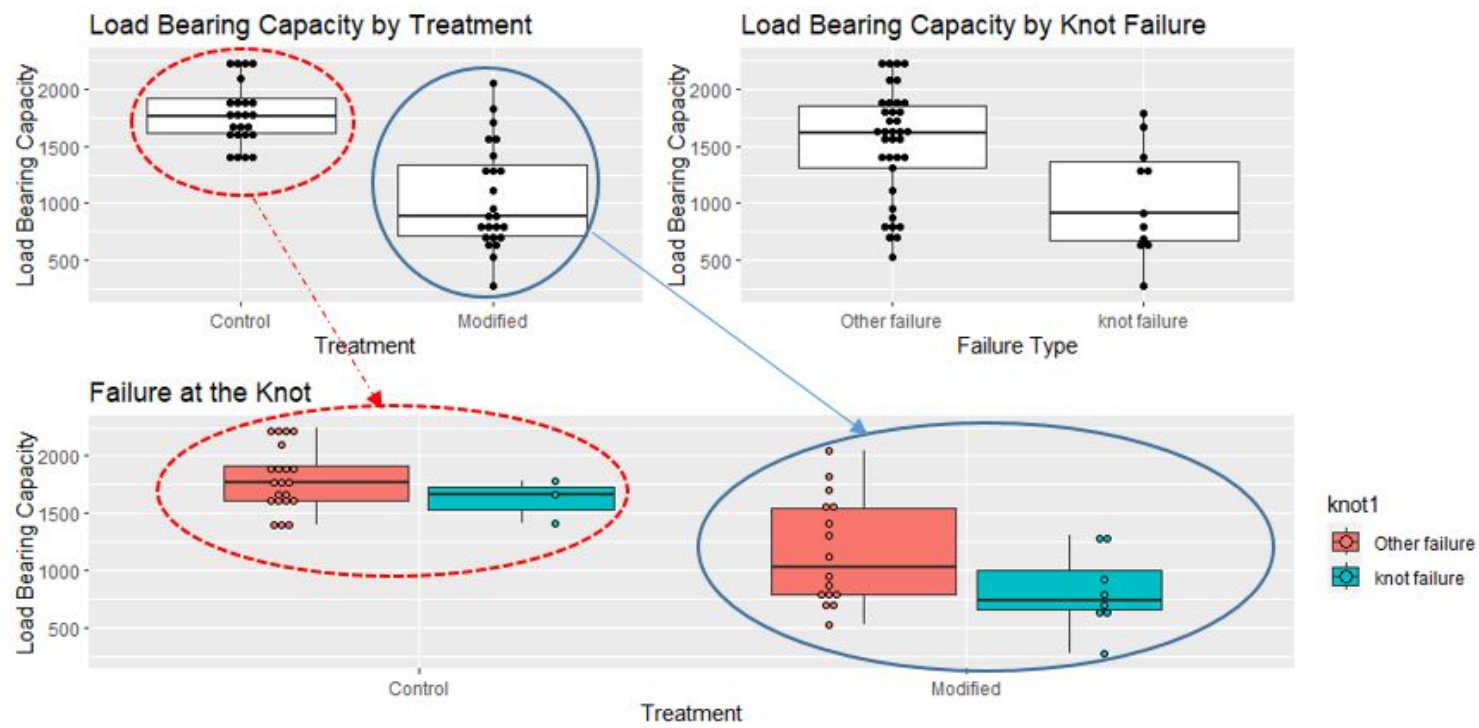 Load Bearing Capacity by Treatment
Load Bearing Capacity
2000
1500
1000
500
Control
Modified
Treatment
Load Bearing Capacity by Knot Failure
Load Bearing Capacity
2000
1500
1000
500
Other failure
knot failure
Failure Type
Failure at the Knot
Load Bearing Capacity
2000
1500
1000
500
Control
Modified
Treatment
knot1
Other failure
knot failure